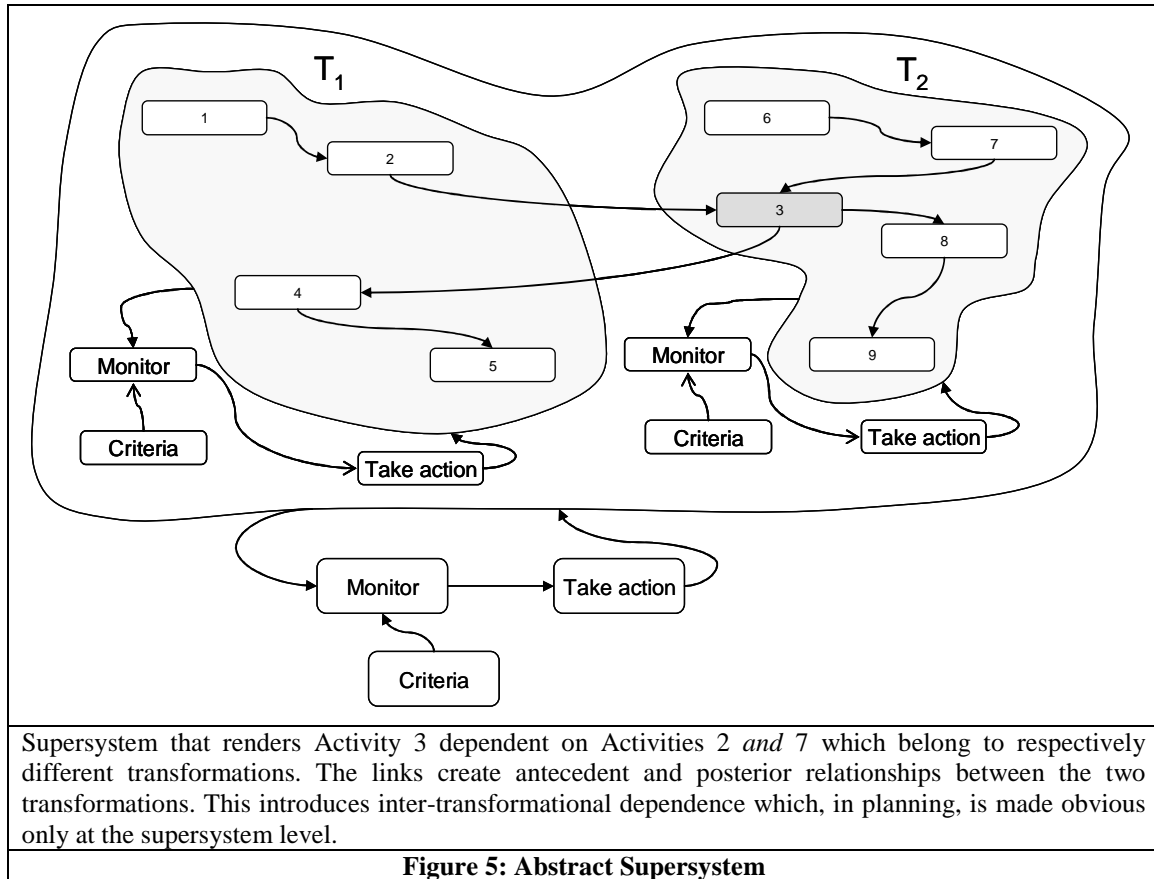 T1
T2
1
6
2
7
3
8
4
5
9
Monitor
Monitor
Criteria
Take action
Criteria
Take action
Monitor
Take action
Criteria
Supersystem that renders Activity 3 dependent on Activities 2 and 7 which belong to respectively
different transformations. The links create antecedent and posterior relationships between the two
transformations. This introduces inter-transformational dependence which, in planning, is made obvious
only at the supersystem level.
Figure 5: Abstract Supersystem